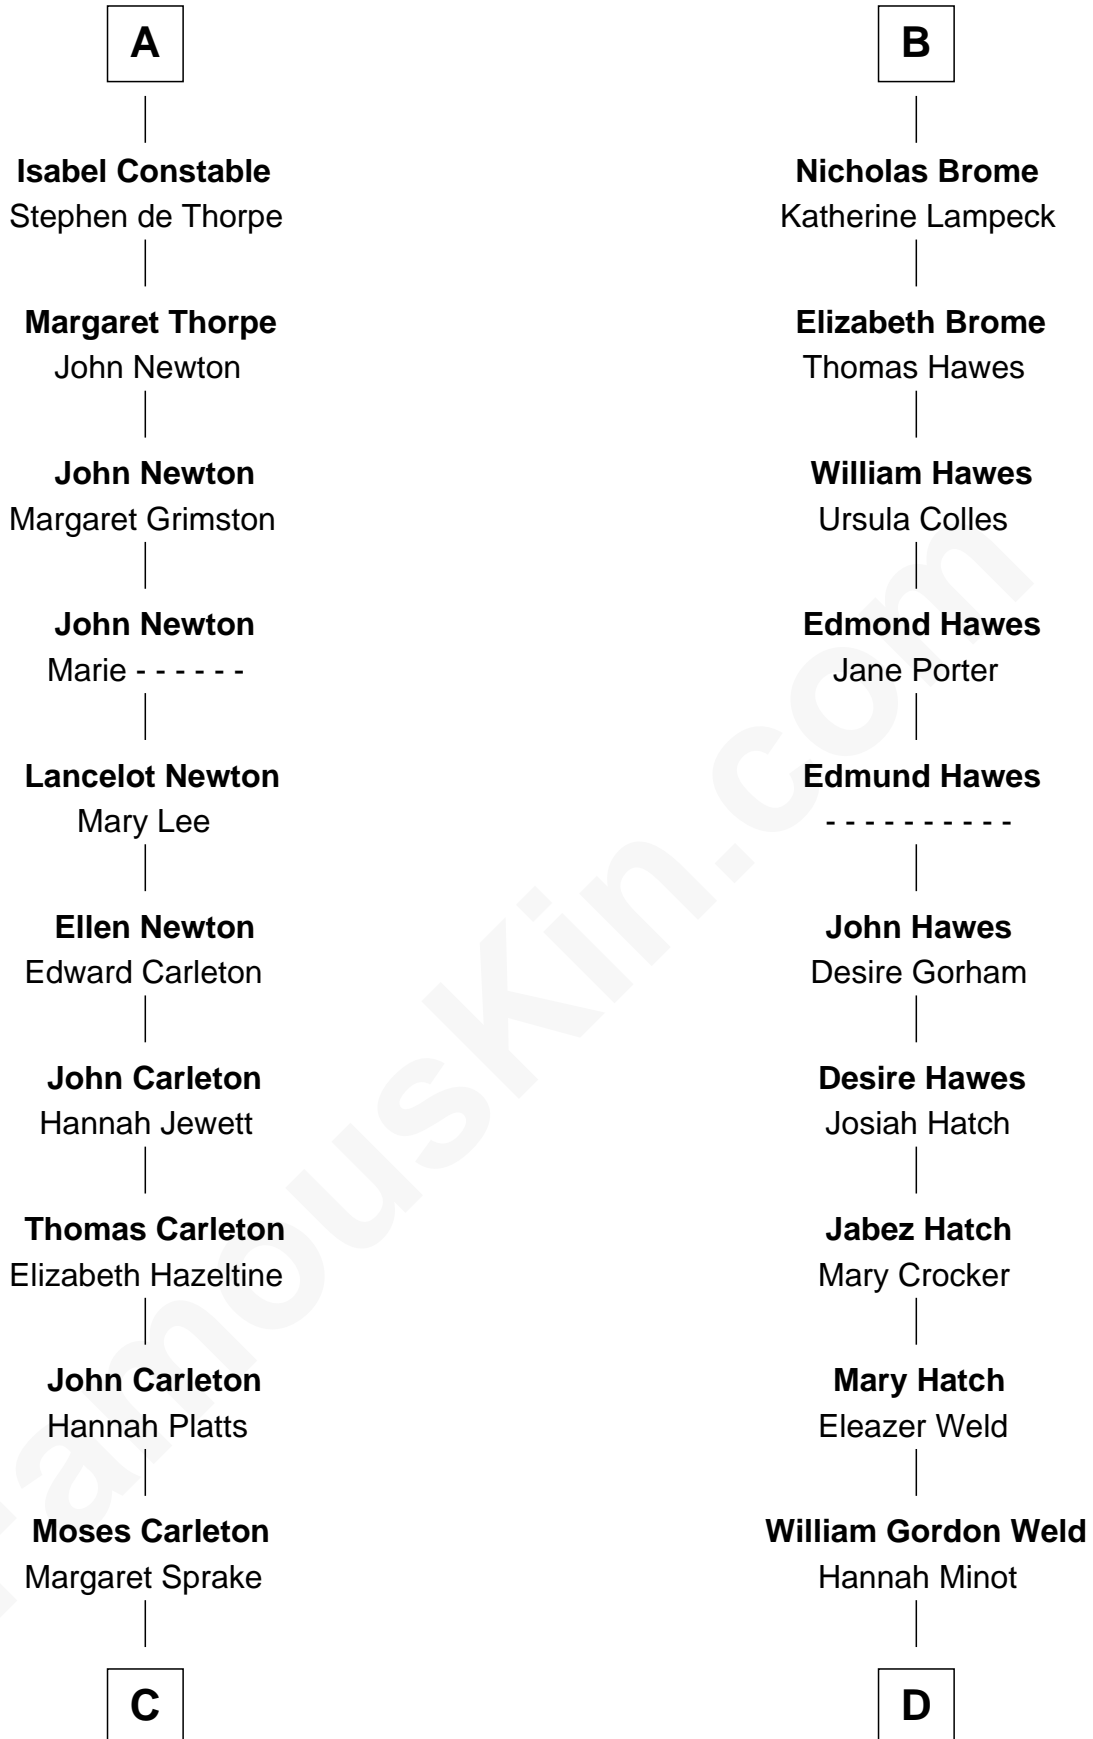 A
Isabel Constable
Stephen de Thorpe
Margaret Thorpe
John Newton
John Newton
Margaret Grimston
John Newton
Marie - - - - - -
Lancelot Newton
Mary Lee
Ellen Newton
Edward Carleton
John Carleton
Hannah Jewett
Thomas Carleton
Elizabeth Hazeltine
John Carleton
Hannah Platts
Moses Carleton
Margaret Sprake
C
B
Nicholas Brome
Katherine Lampeck
Elizabeth Brome
Thomas Hawes
William Hawes
Ursula Colles
Edmond Hawes
Jane Porter
Edmund Hawes
- - - - - - - - - -
John Hawes
Desire Gorham
Desire Hawes
Josiah Hatch
Jabez Hatch
Mary Crocker
Mary Hatch
Eleazer Weld
William Gordon Weld
Hannah Minot
D
FamousKin.com